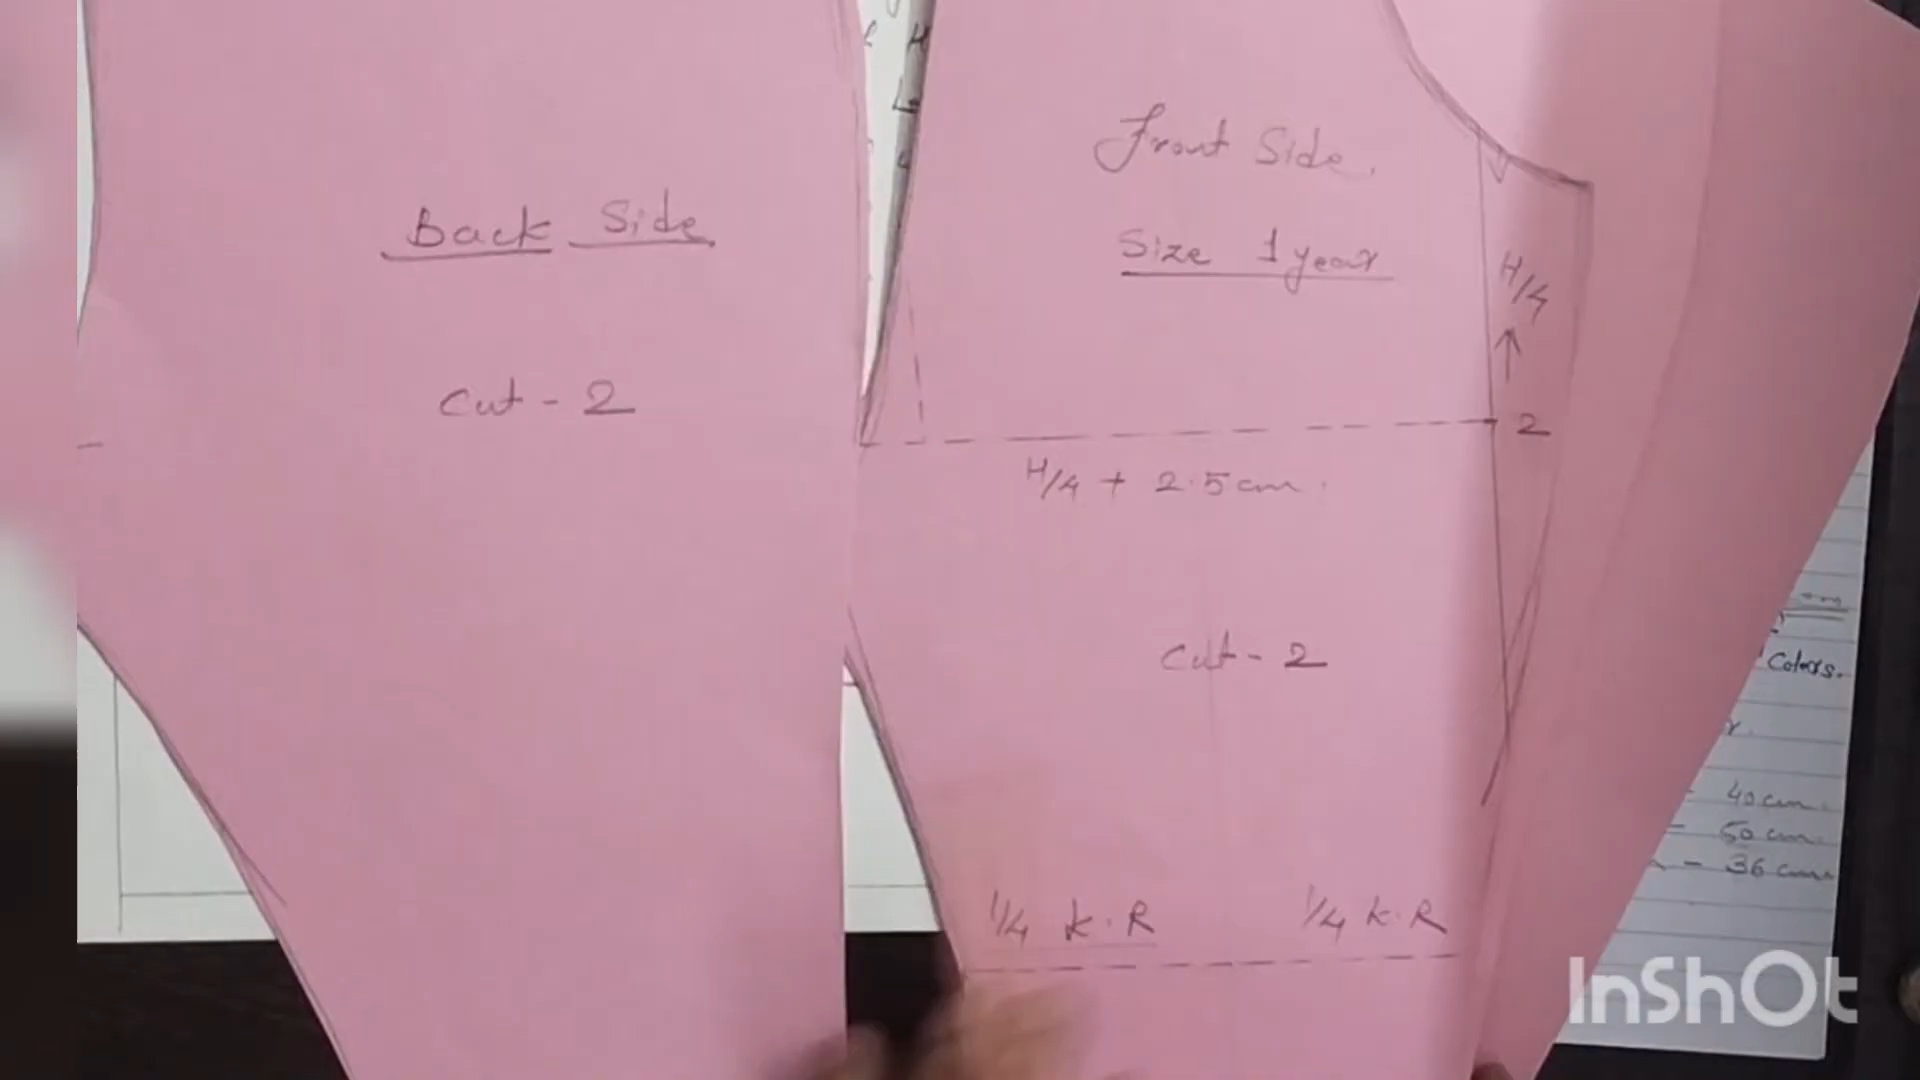 Back Side
Cut - 2
Front Side.
Size 1 year
H/4
2
H/4 + 2.5 cm.
Cut - 2
1/4 K.R
1/4 K.R
Colors.
40 cm.
50 cm.
- 36 cm
InShOt